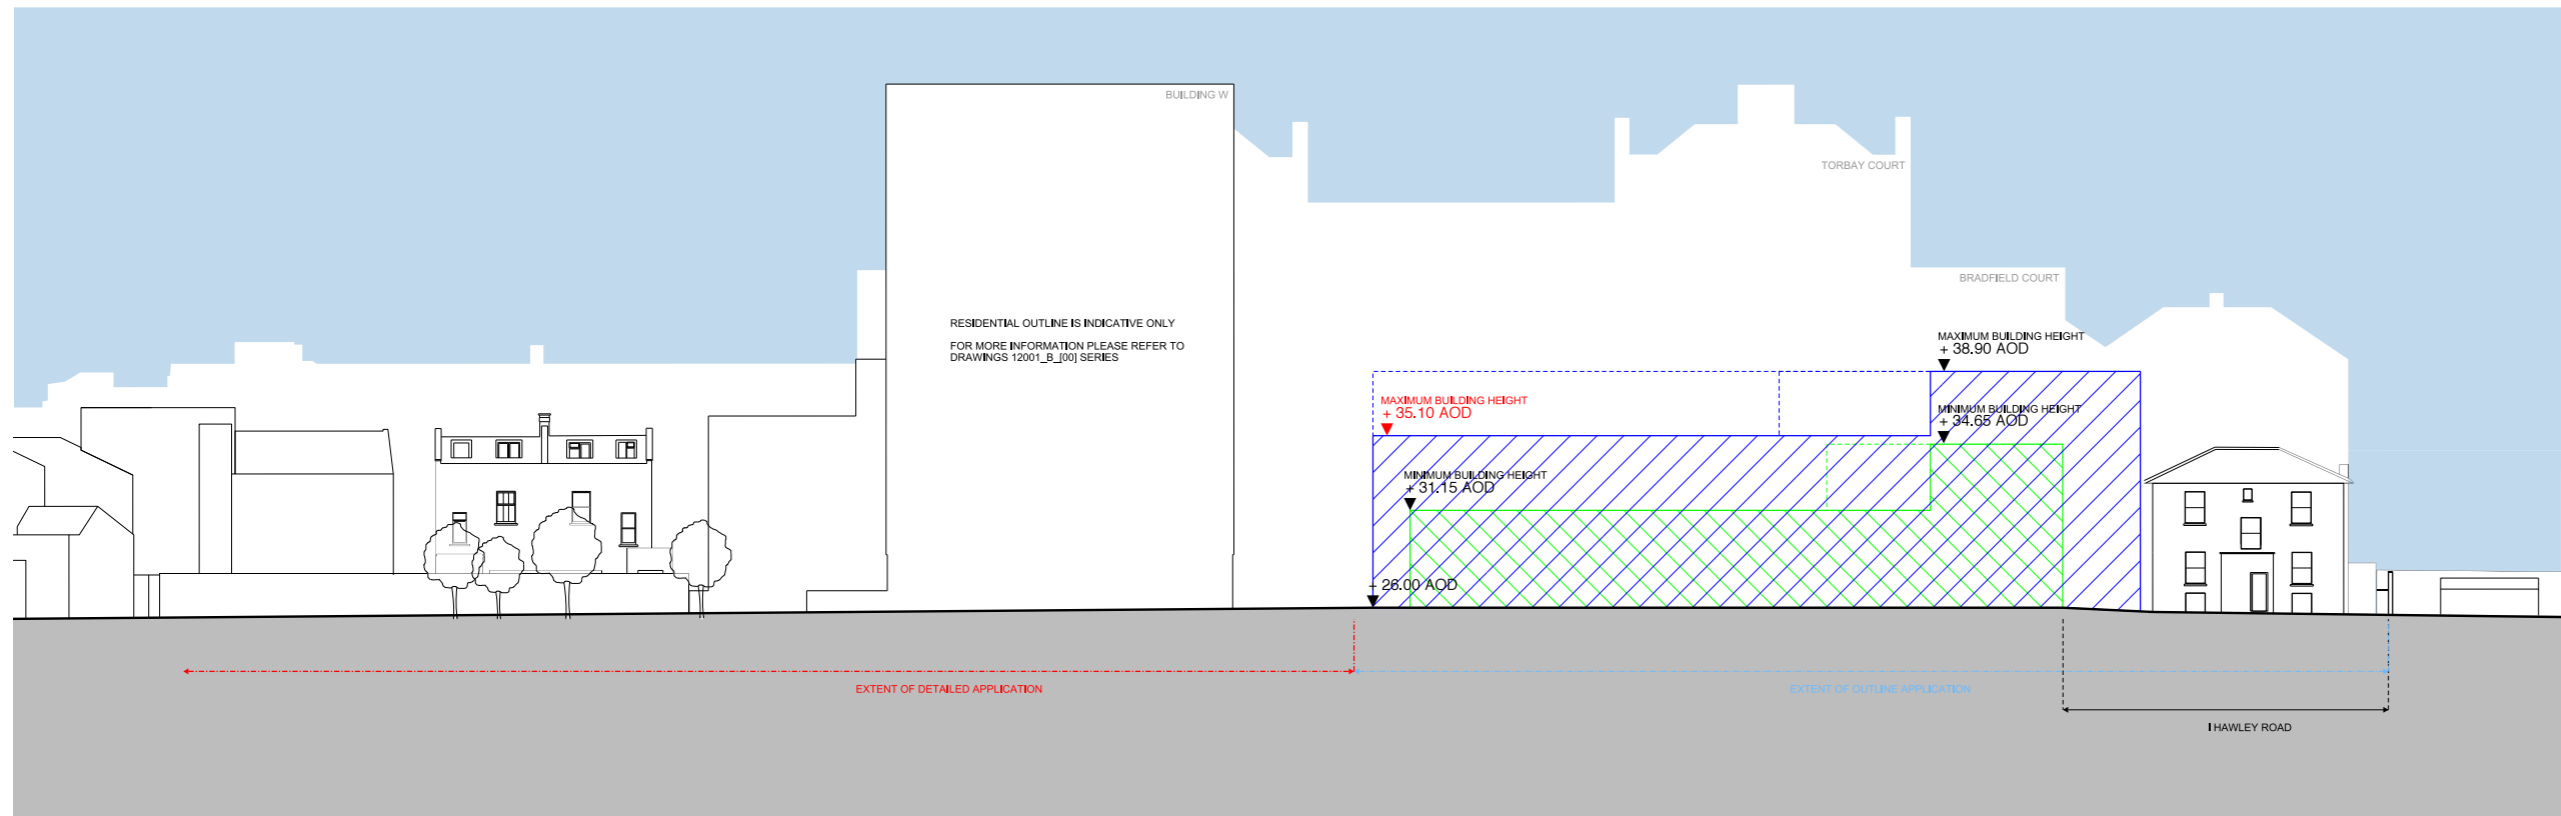 BUILDING W
TORBAY COURT
BRADFIELD COURT
RESIDENTIAL OUTLINE IS INDICATIVE ONLY
FOR MORE INFORMATION PLEASE REFER TO
DRAWINGS 12001_B_[00] SERIES
MAXIMUM BUILDING HEIGHT
+ 38.90 AOD
MAXIMUM BUILDING HEIGHT
+ 35.10 AOD
MINIMUM BUILDING HEIGHT
+ 34.65 AOD
MINIMUM BUILDING HEIGHT
+ 31.15 AOD
+ 26.00 AOD
EXTENT OF DETAILED APPLICATION
EXTENT OF OUTLINE APPLICATION
1 HAWLEY ROAD